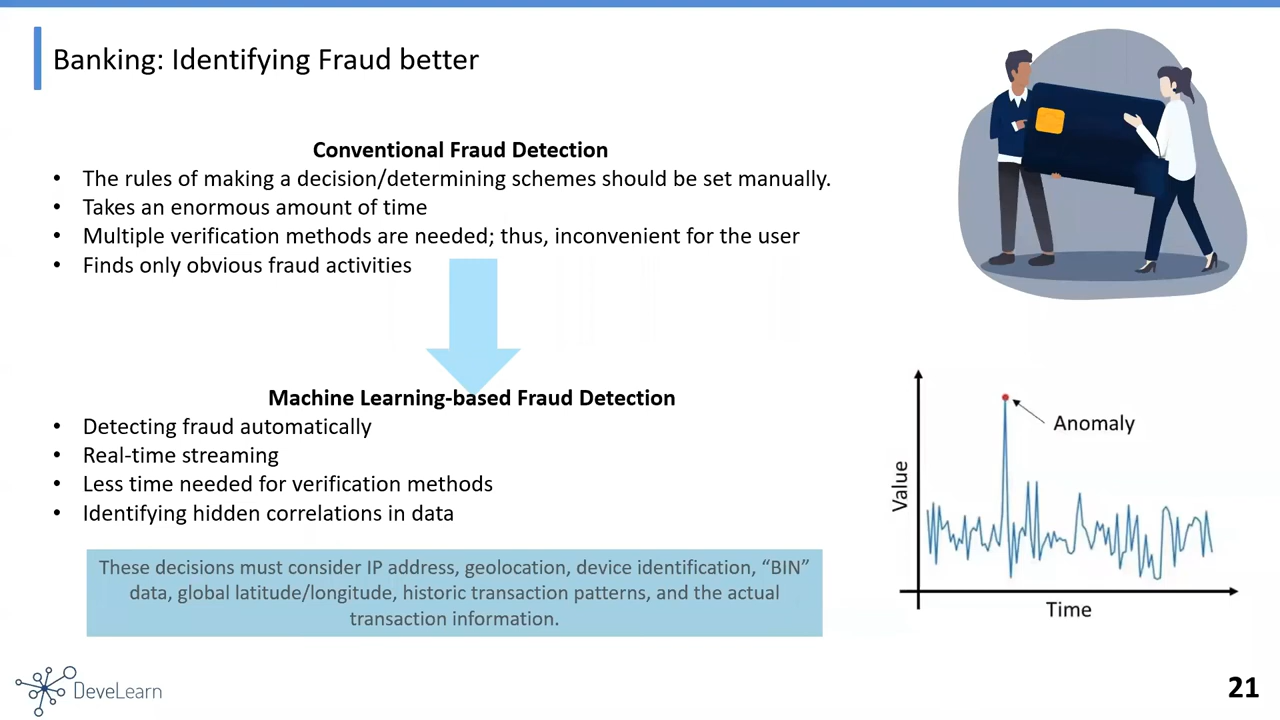 Banking: Identifying Fraud better
Conventional Fraud Detection
• The rules of making a decision/determining schemes should be set manually.
• Takes an enormous amount of time
• Multiple verification methods are needed; thus, inconvenient for the user
• Finds only obvious fraud activities
Machine Learning-based Fraud Detection
• Detecting fraud automatically
• Real-time streaming
• Less time needed for verification methods
• Identifying hidden correlations in data
These decisions must consider IP address, geolocation, device identification, “BIN”
data, global latitude/longitude, historic transaction patterns, and the actual
transaction information.
Anomaly
Value
Time
DeveLearn
21